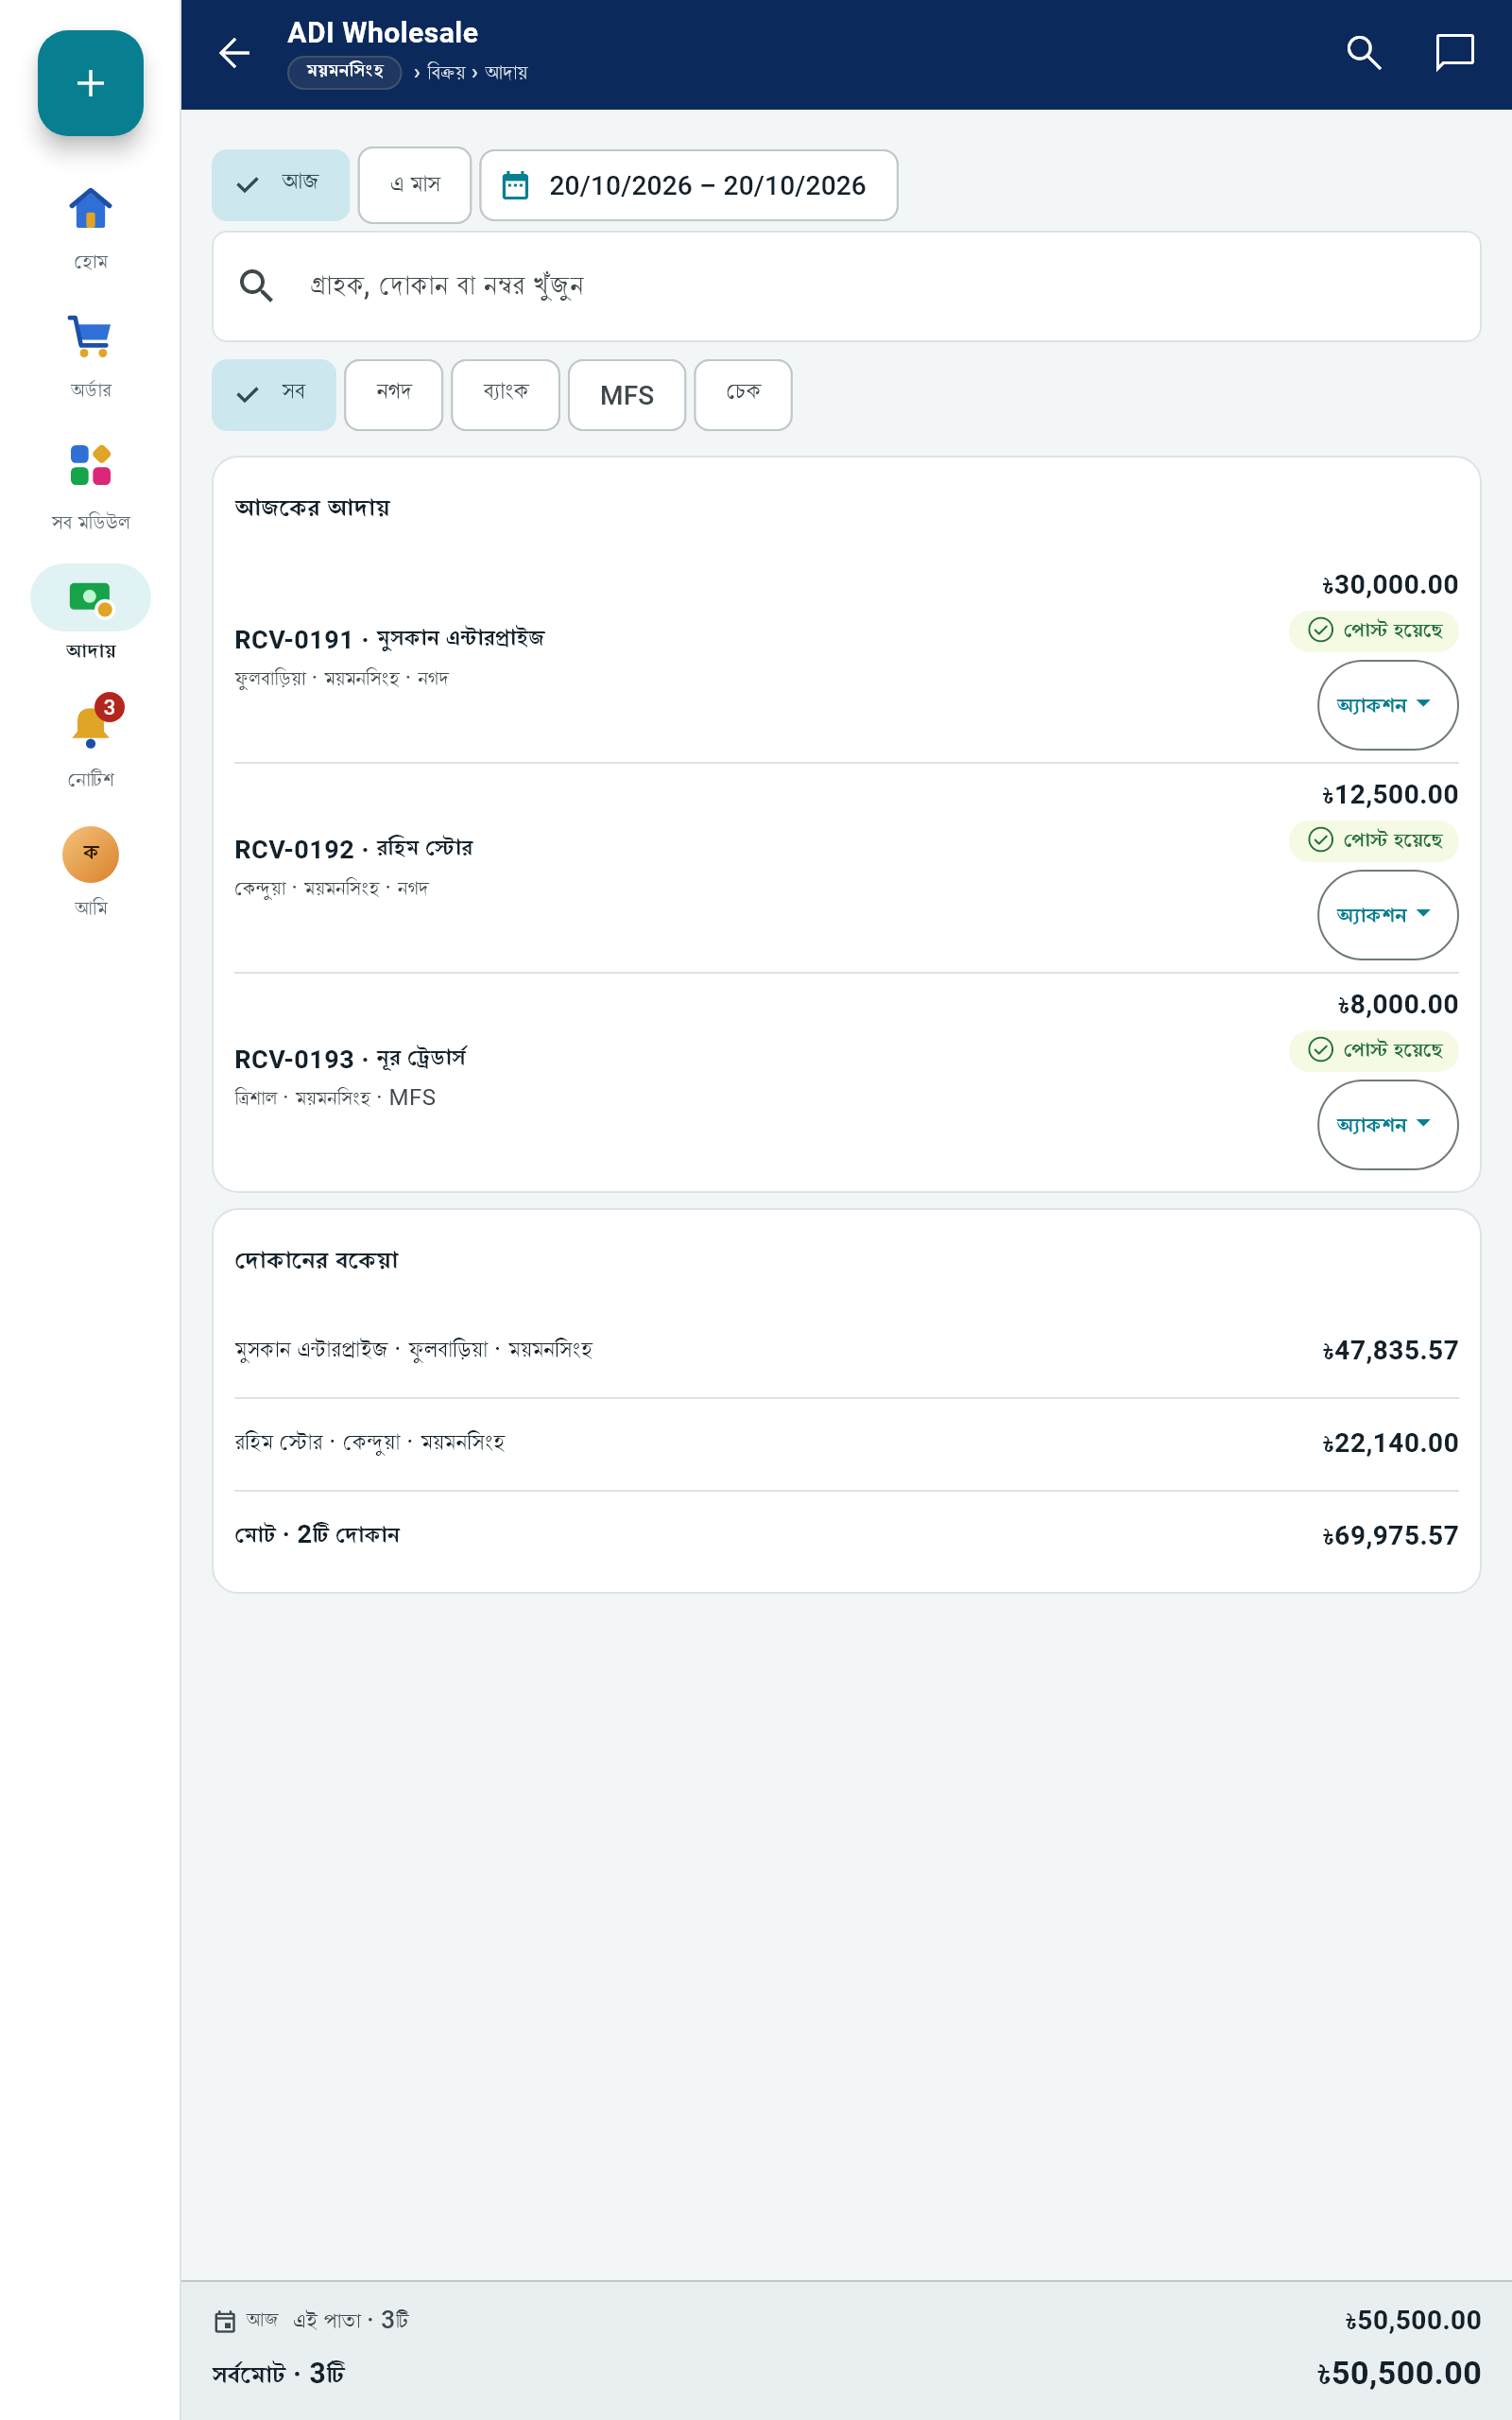 ADI Wholesale
ময়মনসিংহ › বিক্রয় › আদায়
হোম
অর্ডার
সব মডিউল
আদায়
3
নোটিশ
ক
আমি
আজ
এ মাস
20/10/2026 – 20/10/2026
গ্রাহক, দোকান বা নম্বর খুঁজুন
সব
নগদ
ব্যাংক
MFS
চেক
আজকের আদায়
RCV-0191 · মুসকান এন্টারপ্রাইজ
ফুলবাড়িয়া · ময়মনসিংহ · নগদ
৳30,000.00
পোস্ট হয়েছে
অ্যাকশন
RCV-0192 · রহিম স্টোর
কেন্দুয়া · ময়মনসিংহ · নগদ
৳12,500.00
পোস্ট হয়েছে
অ্যাকশন
RCV-0193 · নূর ট্রেডার্স
ত্রিশাল · ময়মনসিংহ · MFS
৳8,000.00
পোস্ট হয়েছে
অ্যাকশন
দোকানের বকেয়া
মুসকান এন্টারপ্রাইজ · ফুলবাড়িয়া · ময়মনসিংহ ৳47,835.57
রহিম স্টোর · কেন্দুয়া · ময়মনসিংহ ৳22,140.00
মোট · 2টি দোকান ৳69,975.57
আজ এই পাতা · 3টি ৳50,500.00
সর্বমোট · 3টি ৳50,500.00